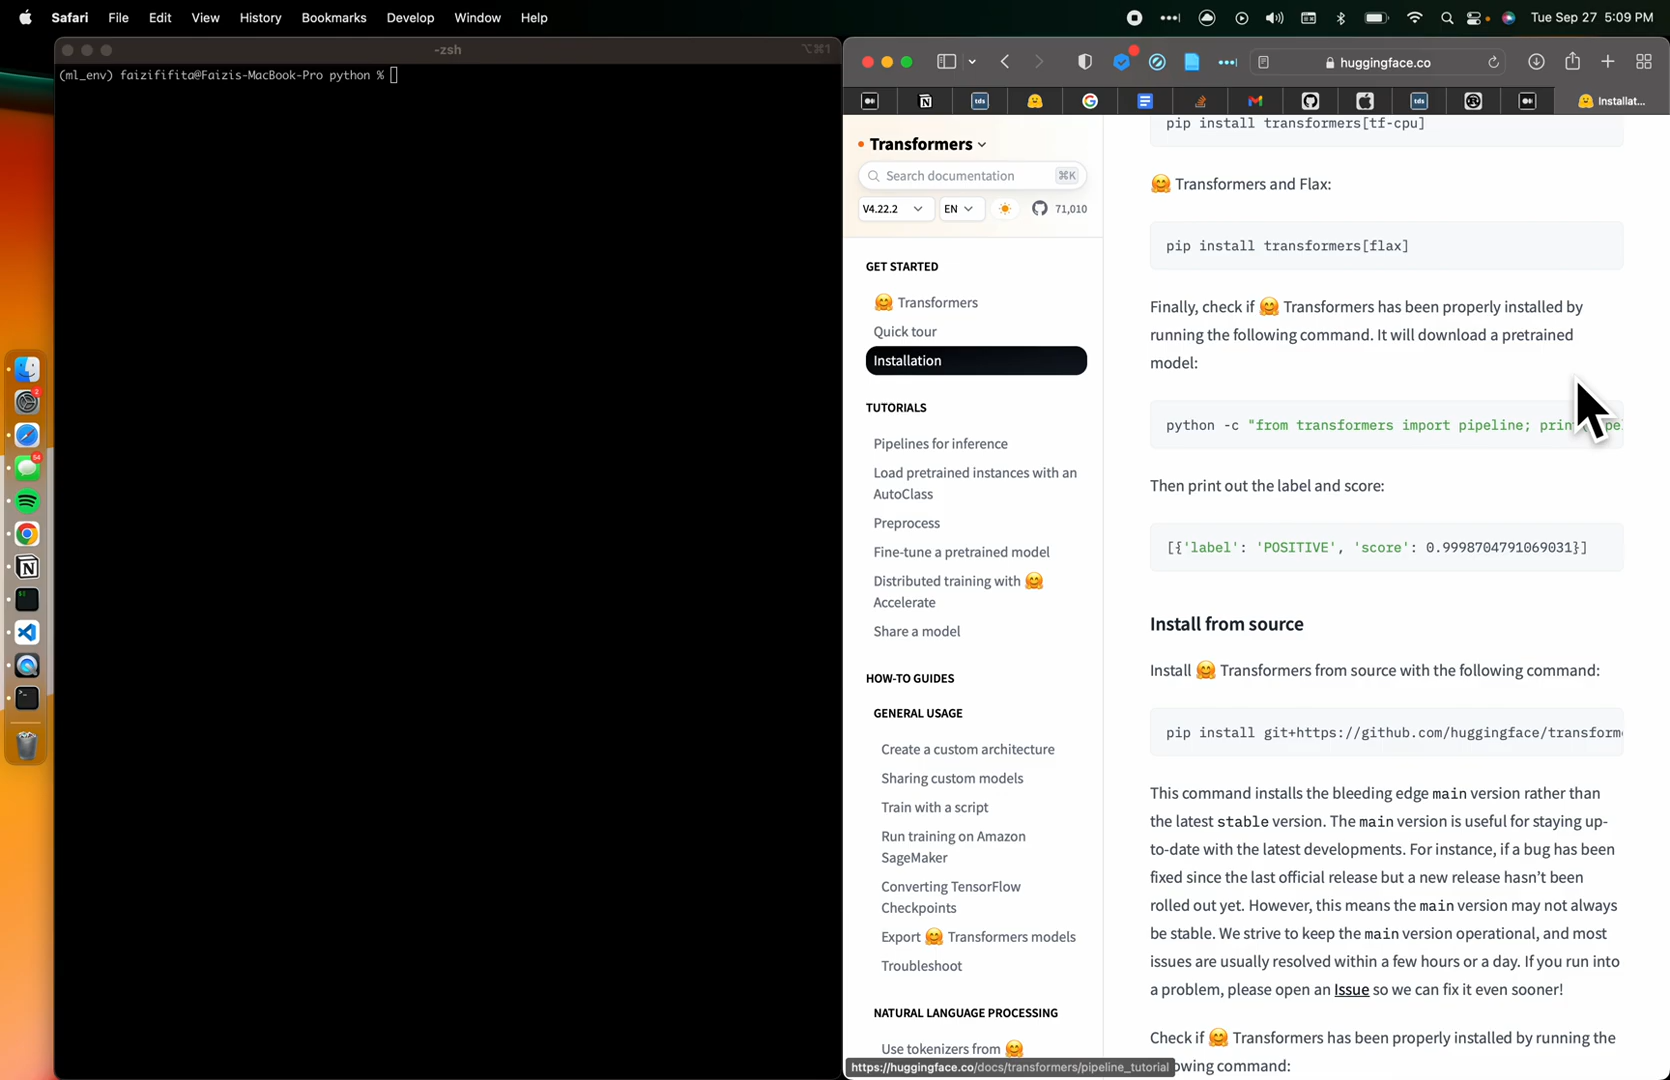 Safari File Edit View History Bookmarks Develop Window Help
Tue Sep 27 5:09 PM
-zsh
⌥⌘1
(ml_env) faizififita@Faizis-MacBook-Pro python %
2
54
huggingface.co
tds
tds
Installat...
Transformers
Search documentation
⌘K
V4.22.2
EN
71,010
GET STARTED
Transformers
Quick tour
Installation
TUTORIALS
Pipelines for inference
Load pretrained instances with an
AutoClass
Preprocess
Fine-tune a pretrained model
Distributed training with 🤗
Accelerate
Share a model
HOW-TO GUIDES
GENERAL USAGE
Create a custom architecture
Sharing custom models
Train with a script
Run training on Amazon
SageMaker
Converting TensorFlow
Checkpoints
Export 🤗 Transformers models
Troubleshoot
NATURAL LANGUAGE PROCESSING
Use tokenizers from 🤗
https://huggingface.co/docs/transformers/pipeline_tutorial
pip install transformers[tf-cpu]
🤗 Transformers and Flax:
pip install transformers[flax]
Finally, check if 🤗 Transformers has been properly installed by
running the following command. It will download a pretrained
model:
python -c "from transformers import pipeline;
Then print out the label and score:
[{'label': 'POSITIVE', 'score': 0.9998704791069031}]
Install from source
Install 🤗 Transformers from source with the following command:
pip install git+https://github.com/huggingface/transform
This command installs the bleeding edge main version rather than
the latest stable version. The main version is useful for staying up-
to-date with the latest developments. For instance, if a bug has been
fixed since the last official release but a new release hasn't been
rolled out yet. However, this means the main version may not always
be stable. We strive to keep the main version operational, and most
issues are usually resolved within a few hours or a day. If you run into
a problem, please open an Issue so we can fix it even sooner!
Check if 🤗 Transformers has been properly installed by running the
owing command: